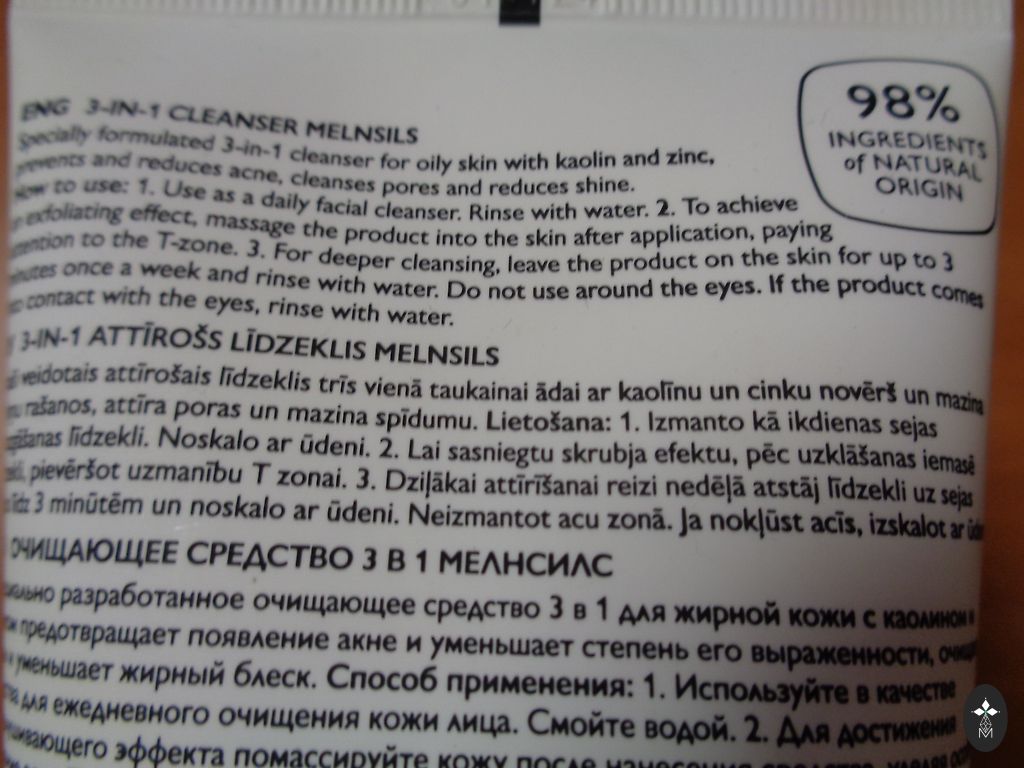 98%
INGREDIENTS
of NATURAL
ORIGIN
ENG 3-IN-1 CLEANSER MELNSILS
Specially formulated 3-in-1 cleanser for oily skin with kaolin and zinc,
prevents and reduces acne, cleanses pores and reduces shine.
How to use: 1. Use as a daily facial cleanser. Rinse with water. 2. To achieve
exfoliating effect, massage the product into the skin after application, paying
to the T-zone. 3. For deeper cleansing, leave the product on the skin for up to 3
once a week and rinse with water. Do not use around the eyes. If the product comes
contact with the eyes, rinse with water.
3-IN-1 ATTĪROŠS LĪDZEKLIS MELNSILS
veidotais attīrošais līdzeklis trīs vienā taukainai ādai ar kaolīnu un cinku novērš un mazina
rašanos, attīra poras un mazina spīdumu. Lietošana: 1. Izmanto kā ikdienas sejas
līdzekli. Noskalo ar ūdeni. 2. Lai sasniegtu skrubja efektu, pēc uzklāšanas iemasē
pievēršot uzmanību T zonai. 3. Dziļākai attīrīšanai reizi nedēļā atstāj līdzekli uz sejas
līdz 3 minūtēm un noskalo ar ūdeni. Neizmantot acu zonā. Ja nokļūst acīs, izskalot ar
ОЧИЩАЮЩЕЕ СРЕДСТВО 3 В 1 МЕЛНСИЛС
разработанное очищающее средство 3 в 1 для жирной кожи с каолином и
предотвращает появление акне и уменьшает степень его выраженности,
и уменьшает жирный блеск. Способ применения: 1. Используйте в качестве
для ежедневного очищения кожи лица. Смойте водой. 2. Для достижения
эффекта помассируйте кожу после нанесения средства,